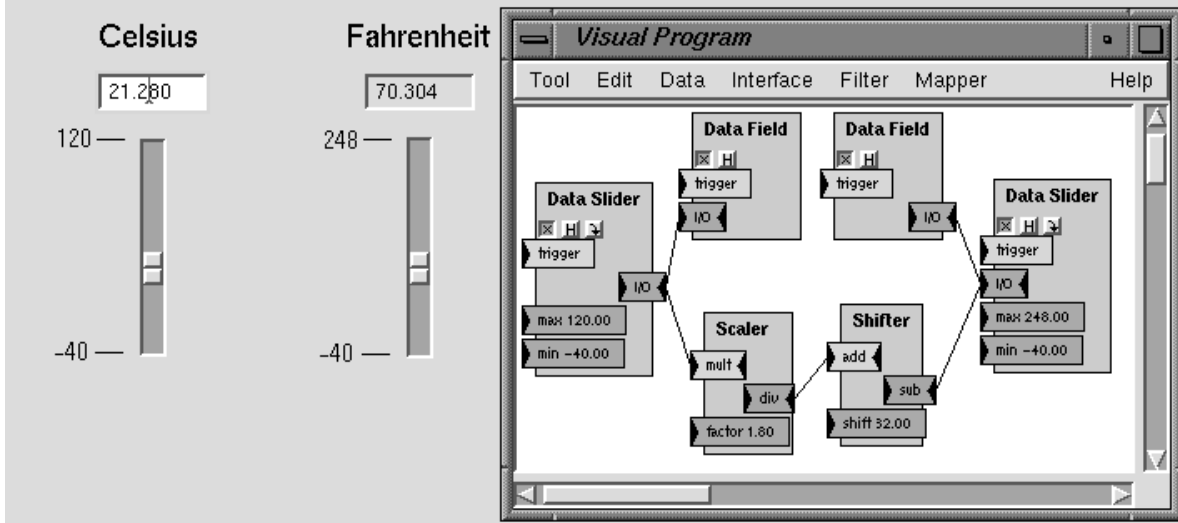 Celsius
Fahrenheit
21.280
70.304
120
248
-40
-40
Visual Program
Tool Edit Data Interface Filter Mapper Help
Data Field
H
trigger
I/O
Data Field
H
trigger
I/O
Data Slider
H
trigger
I/O
max 120.00
min -40.00
Data Slider
H
trigger
I/O
max 248.00
min -40.00
Scaler
mult
div
factor 1.80
Shifter
add
sub
shift 32.00